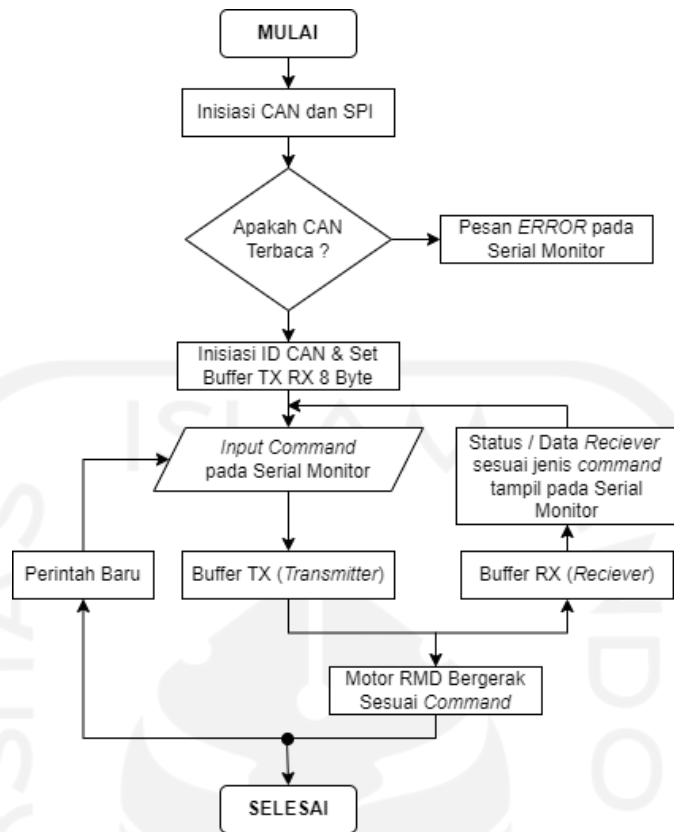 MULAI
Inisiasi CAN dan SPI
Apakah CAN
Terbaca ?
Pesan ERROR pada
Serial Monitor
Inisiasi ID CAN & Set
Buffer TX RX 8 Byte
Input Command
pada Serial Monitor
Status / Data Reciever
sesuai jenis command
tampil pada Serial
Monitor
Perintah Baru
Buffer TX (Transmitter)
Buffer RX (Reciever)
Motor RMD Bergerak
Sesuai Command
SELESAI
ISLAM